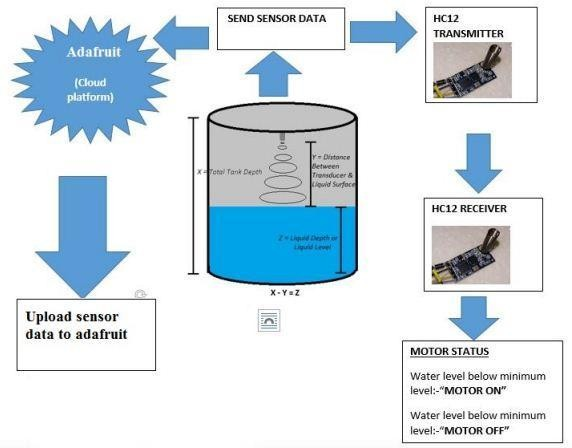 SEND SENSOR DATA
Adafruit
(Cloud
platform)
HC12
TRANSMITTER
X = Total Tank Depth
Y = Distance
Between
Transducer &
Liquid Surface
Z = Liquid Depth or
Liquid Level
X - Y = Z
HC12 RECEIVER
Upload sensor
data to adafruit
MOTOR STATUS
Water level below minimum
level:-“MOTOR ON”
Water level below minimum
level:-“MOTOR OFF”